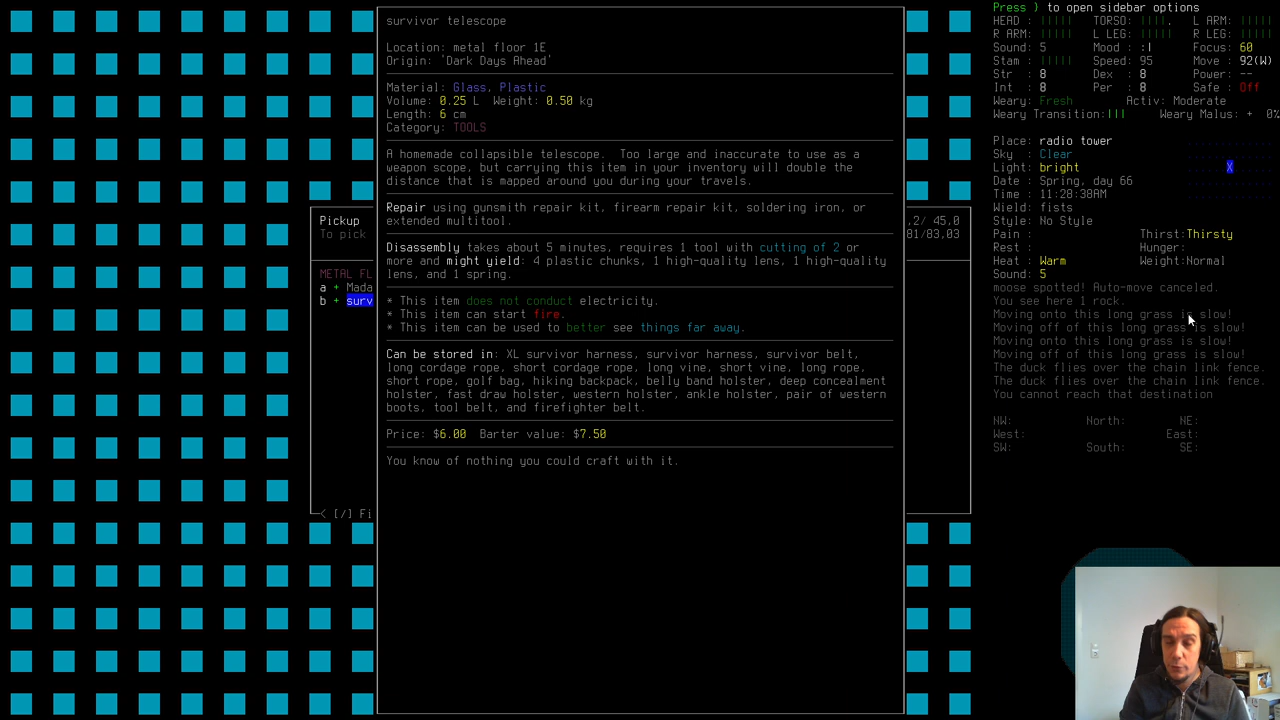 survivor telescope
Location: metal floor 1E
Origin: 'Dark Days Ahead'
Material: Glass, Plastic
Volume: 0.25 L  Weight: 0.50 kg
Length: 6 cm
Category: TOOLS
A homemade collapsible telescope.  Too large and inaccurate to use as a
weapon scope, but carrying this item in your inventory will double the
distance that is mapped around you during your travels.
Repair using gunsmith repair kit, firearm repair kit, soldering iron, or
extended multitool.
Disassembly takes about 5 minutes, requires 1 tool with cutting of 2 or
more and might yield: 4 plastic chunks, 1 high-quality lens, 1 high-quality
lens, and 1 spring.
* This item does not conduct electricity.
* This item can start fire.
* This item can be used to better see things far away.
Can be stored in: XL survivor harness, survivor harness, survivor belt,
long cordage rope, short cordage rope, long vine, short vine, long rope,
short rope, golf bag, hiking backpack, belly band holster, deep concealment
holster, fast draw holster, western holster, ankle holster, pair of western
boots, tool belt, and firefighter belt.
Price: $6.00  Barter value: $7.50
You know of nothing you could craft with it.
Pickup
To pick
METAL FL
a + Mada
b + surv
< [/] Fi
,2/ 45,0
81/83,03
Press ) to open sidebar options
HEAD : ||||| TORSO: ||||. L ARM: |||||
R ARM: ||||| L LEG: ||||| R LEG: |||||
Sound: 5 Mood : :| Focus: 60
Stam : ||||| Speed: 95 Move : 92(W)
Str : 8 Dex : 8 Power: --
Int : 8 Per : 8 Safe : Off
Weary: Fresh Activ: Moderate
Weary Transition:||| Weary Malus: + 0%
Place: radio tower
Sky : Clear
Light: bright
X
Date : Spring, day 66
Time : 11:28:38AM
Wield: fists
Style: No Style
Pain : Thirst:Thirsty
Rest : Hunger:
Heat : Warm Weight:Normal
Sound: 5
moose spotted! Auto-move canceled.
You see here 1 rock.
Moving onto this long grass is slow!
Moving off of this long grass is slow!
Moving onto this long grass is slow!
Moving off of this long grass is slow!
The duck flies over the chain link fence.
The duck flies over the chain link fence.
You cannot reach that destination
NW: North: NE:
West: East:
SW: South: SE: